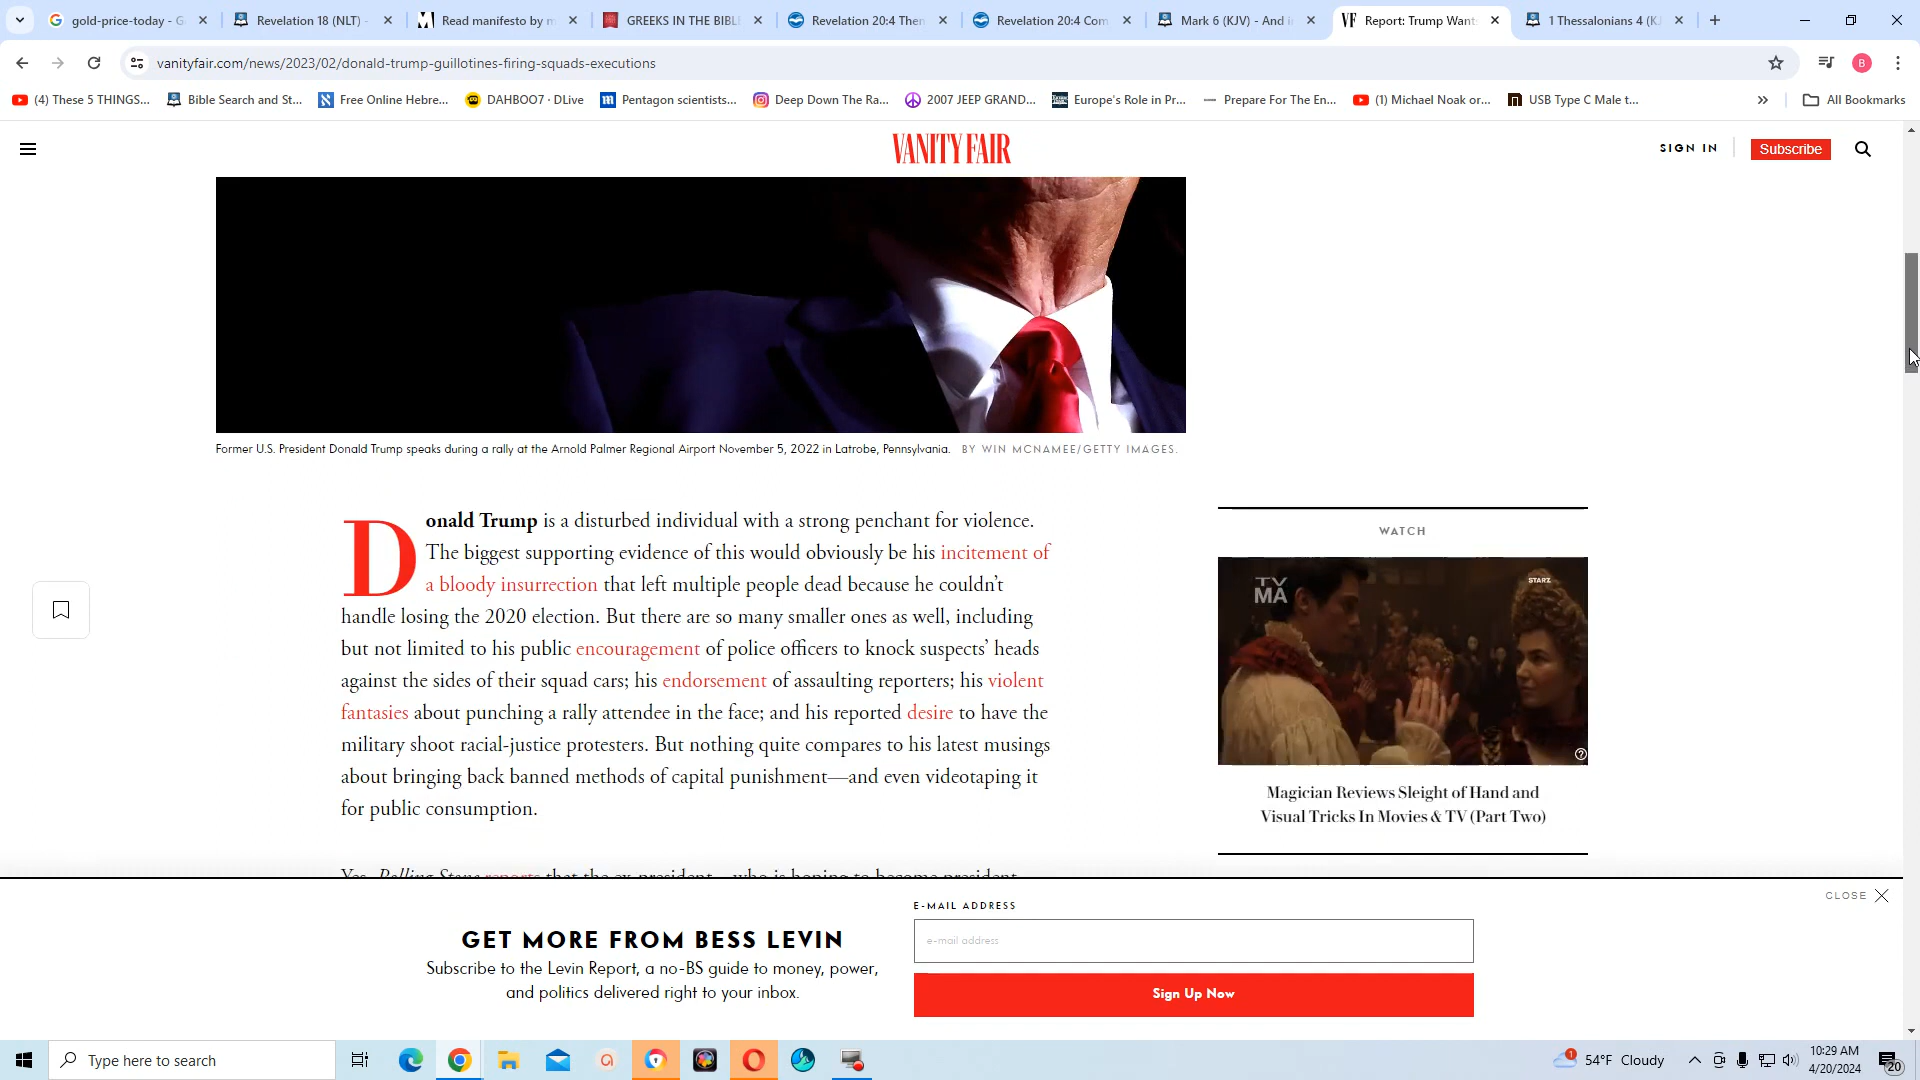 gold-price-today - G
Revelation 18 (NLT) -
Read manifesto by m
GREEKS IN THE BIBL
Revelation 20:4 Then
Revelation 20:4 Com
Mark 6 (KJV) - And i
VF Report: Trump Want
1 Thessalonians 4 (K
vanityfair.com/news/2023/02/donald-trump-guillotines-firing-squads-executions
B
(4) These 5 THINGS...
Bible Search and St...
Free Online Hebre...
DAHBOO7 · DLive
Pentagon scientists...
Deep Down The Ra...
2007 JEEP GRAND...
Europe's Role in Pr...
Prepare For The En...
(1) Michael Noak or...
USB Type C Male t...
All Bookmarks
VANITY FAIR
SIGN IN
Subscribe
Former U.S. President Donald Trump speaks during a rally at the Arnold Palmer Regional Airport November 5, 2022 in Latrobe, Pennsylvania. BY WIN MCNAMEE/GETTY IMAGES.
Donald Trump is a disturbed individual with a strong penchant for violence.
The biggest supporting evidence of this would obviously be his incitement of
a bloody insurrection that left multiple people dead because he couldn't
handle losing the 2020 election. But there are so many smaller ones as well, including
but not limited to his public encouragement of police officers to knock suspects' heads
against the sides of their squad cars; his endorsement of assaulting reporters; his violent
fantasies about punching a rally attendee in the face; and his reported desire to have the
military shoot racial-justice protesters. But nothing quite compares to his latest musings
about bringing back banned methods of capital punishment—and even videotaping it
for public consumption.
Yes, Rolling Stone reports that the ex-president—who is hoping to become president
WATCH
TV
MA
STARZ
Magician Reviews Sleight of Hand and
Visual Tricks In Movies & TV (Part Two)
CLOSE
GET MORE FROM BESS LEVIN
Subscribe to the Levin Report, a no-BS guide to money, power,
and politics delivered right to your inbox.
E-MAIL ADDRESS
e-mail address
Sign Up Now
Type here to search
1
54°F Cloudy
10:29 AM
4/20/2024
20